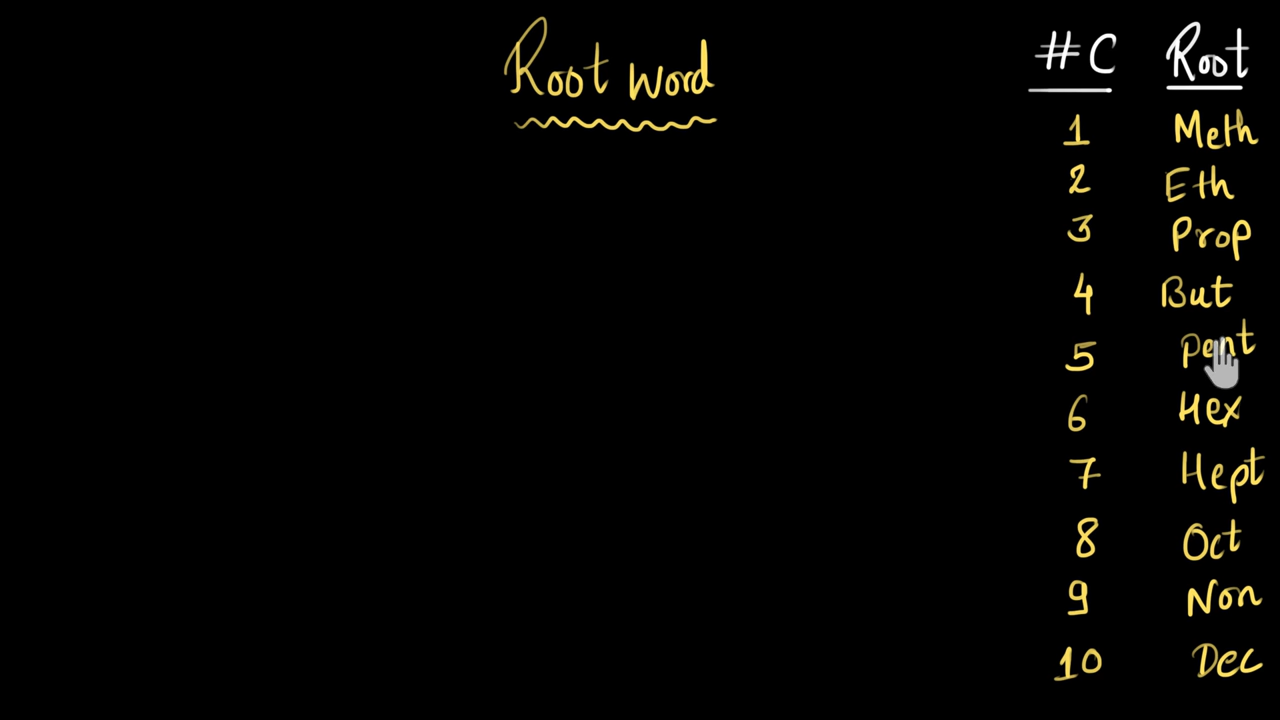 Root word
#C Root
1 Meth
2 Eth
3 Prop
4 But
5 Pent
6 Hex
7 Hept
8 Oct
9 Non
10 Dec